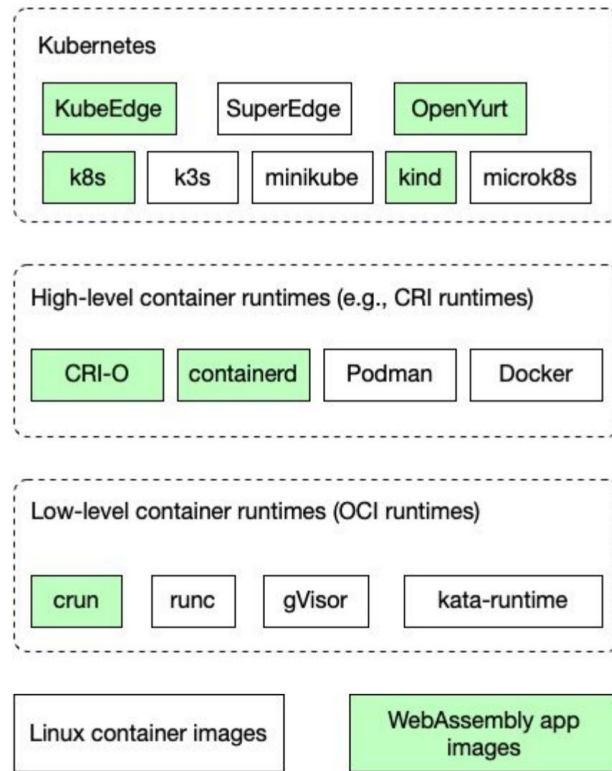 Kubernetes
KubeEdge SuperEdge OpenYurt
k8s k3s minikube kind microk8s
High-level container runtimes (e.g., CRI runtimes)
CRI-O containerd Podman Docker
Low-level container runtimes (OCI runtimes)
crun runc gVisor kata-runtime
Linux container images
WebAssembly app
images